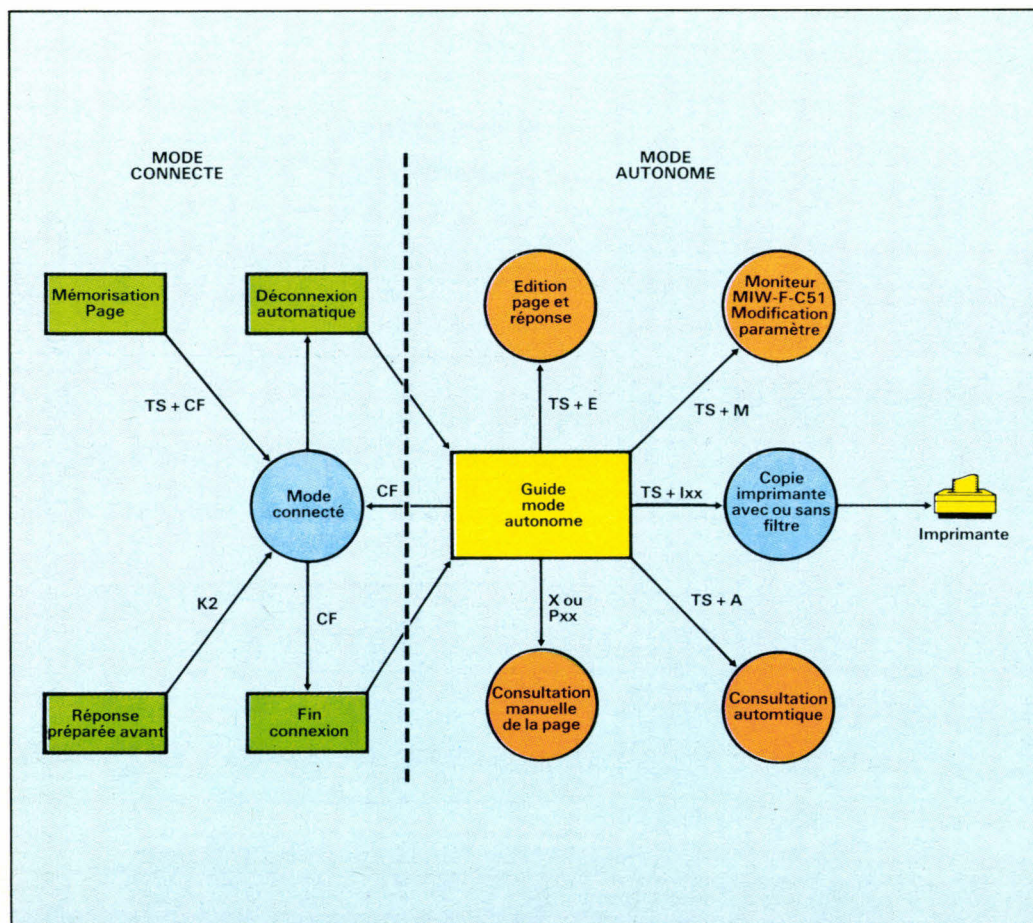 MODE
CONNECTE
MODE
AUTONOME
Mémorisation
Page
Déconnexion
automatique
Edition
page et
réponse
Moniteur
MIW-F-C51
Modification
paramètre
TS + CF
TS + E
TS + M
Mode
connecté
CF
Guide
mode
autonome
TS + Ixx
Copie
imprimante
avec ou sans
filtre
Imprimante
K2
CF
X ou
Pxx
TS + A
Réponse
préparée avant
Fin
connexion
Consultation
manuelle
de la page
Consultation
automtique